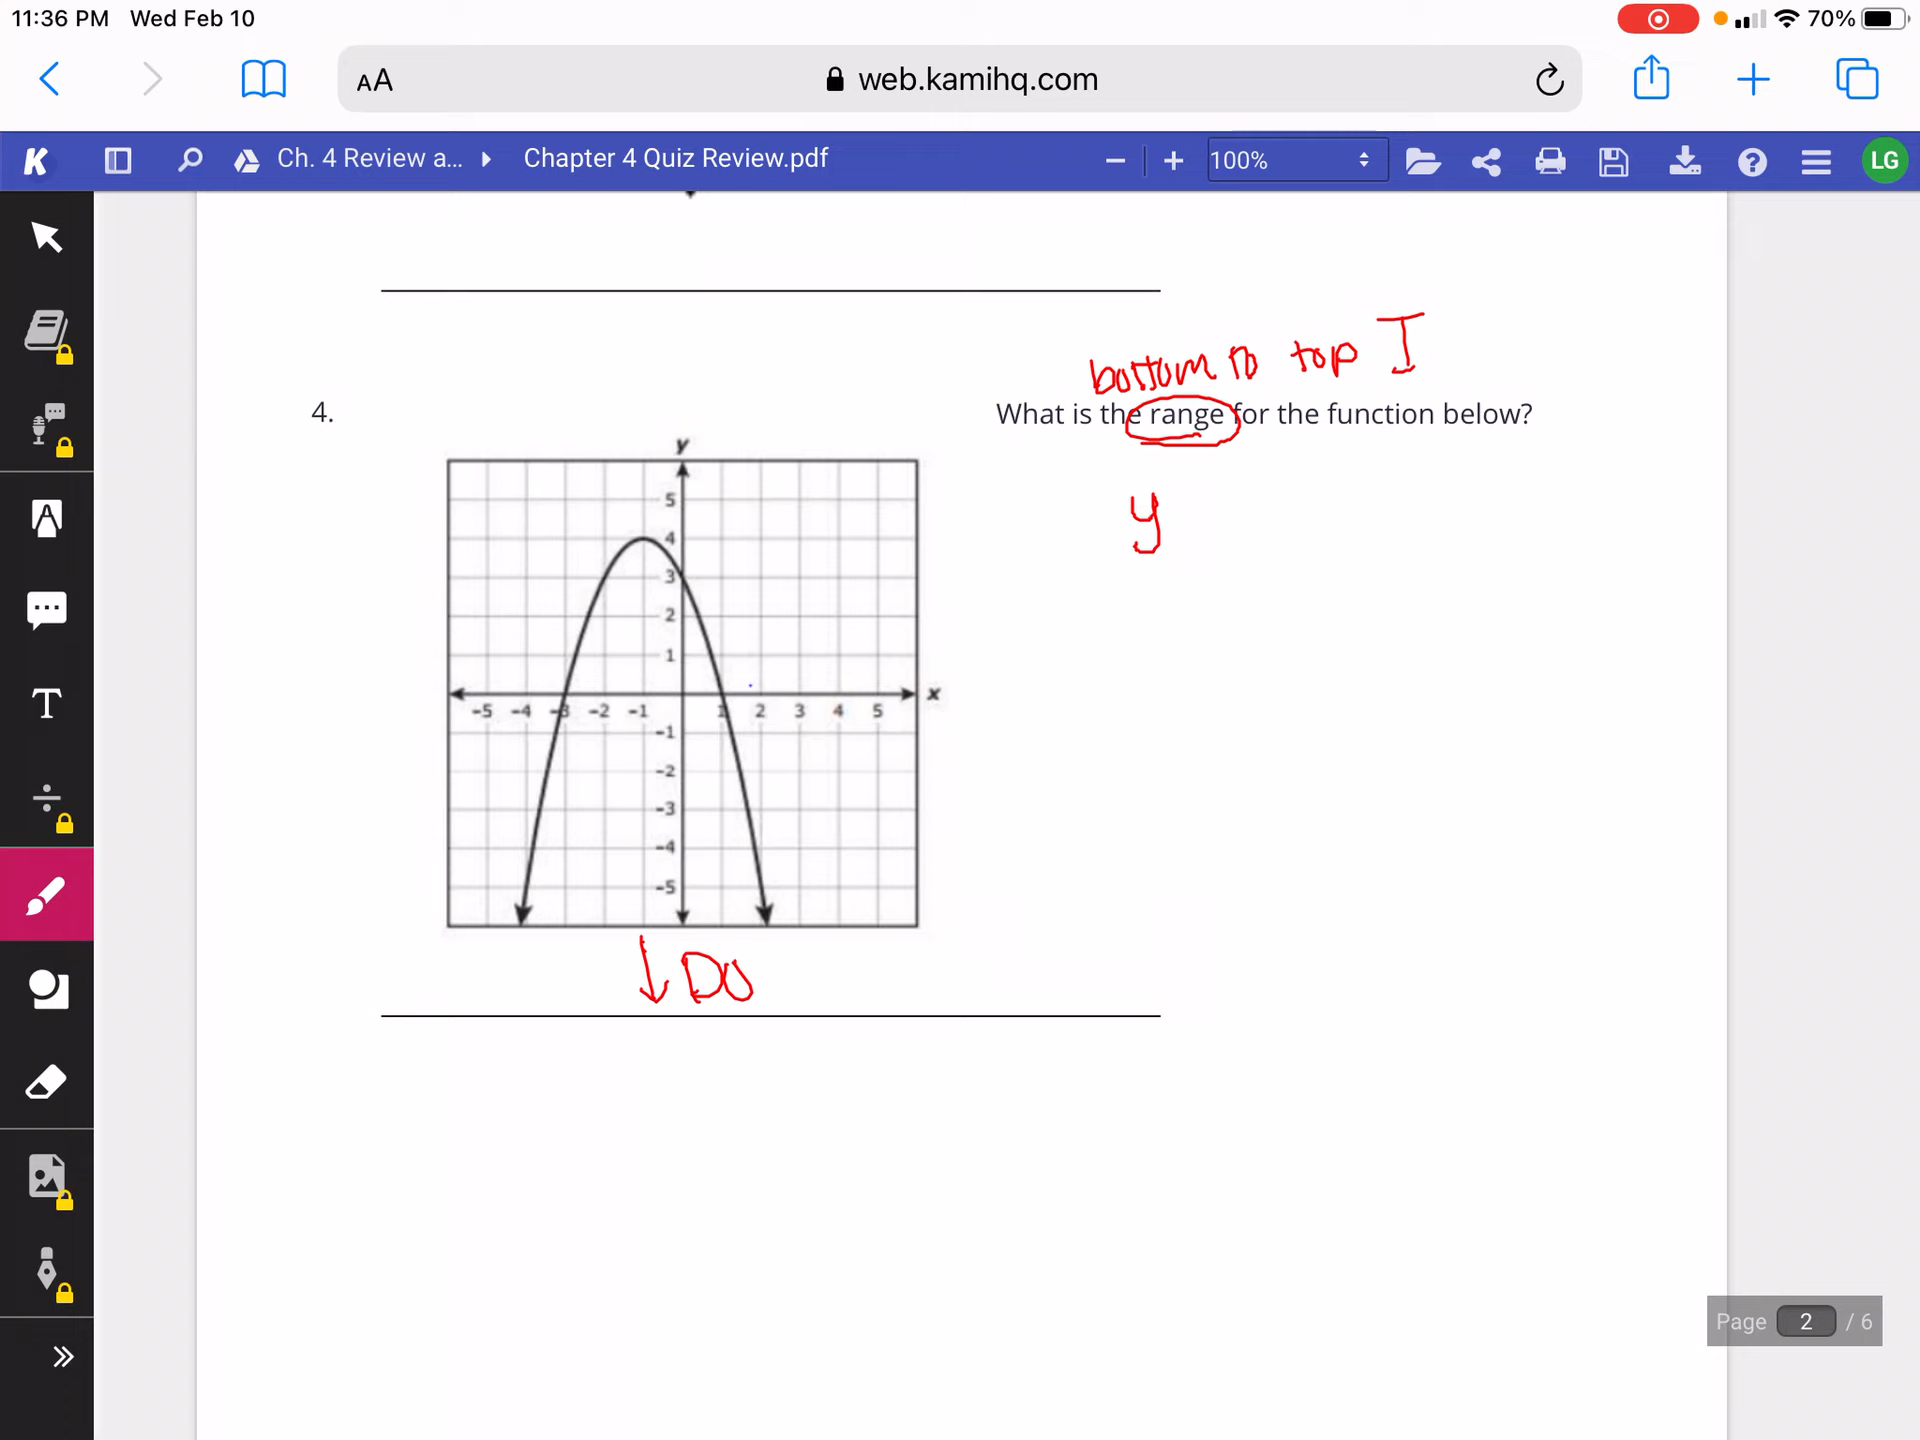 11:36 PM Wed Feb 10
70%
AA
web.kamihq.com
K
Ch. 4 Review a...
Chapter 4 Quiz Review.pdf
100%
LG
bottom to top
4.
What is the range for the function below?
y
y
5
4
3
2
1
x
-5 -4 -3 -2 -1 1 2 3 4 5
-1
-2
-3
-4
-5
T
Page 2 / 6